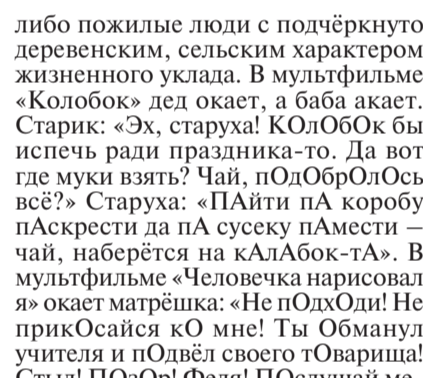 либо пожилые люди с подчёркнуто
деревенским, сельским характером
жизненного уклада. В мультфильме
«Колобок» дед окает, а баба акает.
Старик: «Эх, старуха! КОлОбОк бы
испечь ради праздника-то. Да вот
где муки взять? Чай, пОдОбрОлОсь
всё?» Старуха: «ПАйти пА коробу
пАскрести да пА сусеку пАмести –
чай, наберётся на кАлАбок-тА». В
мультфильме «Человечка нарисовал
я» окает матрёшка: «Не пОдхОди! Не
прикОсайся кО мне! Ты Обманул
учителя и пОдвёл своего тОварища!